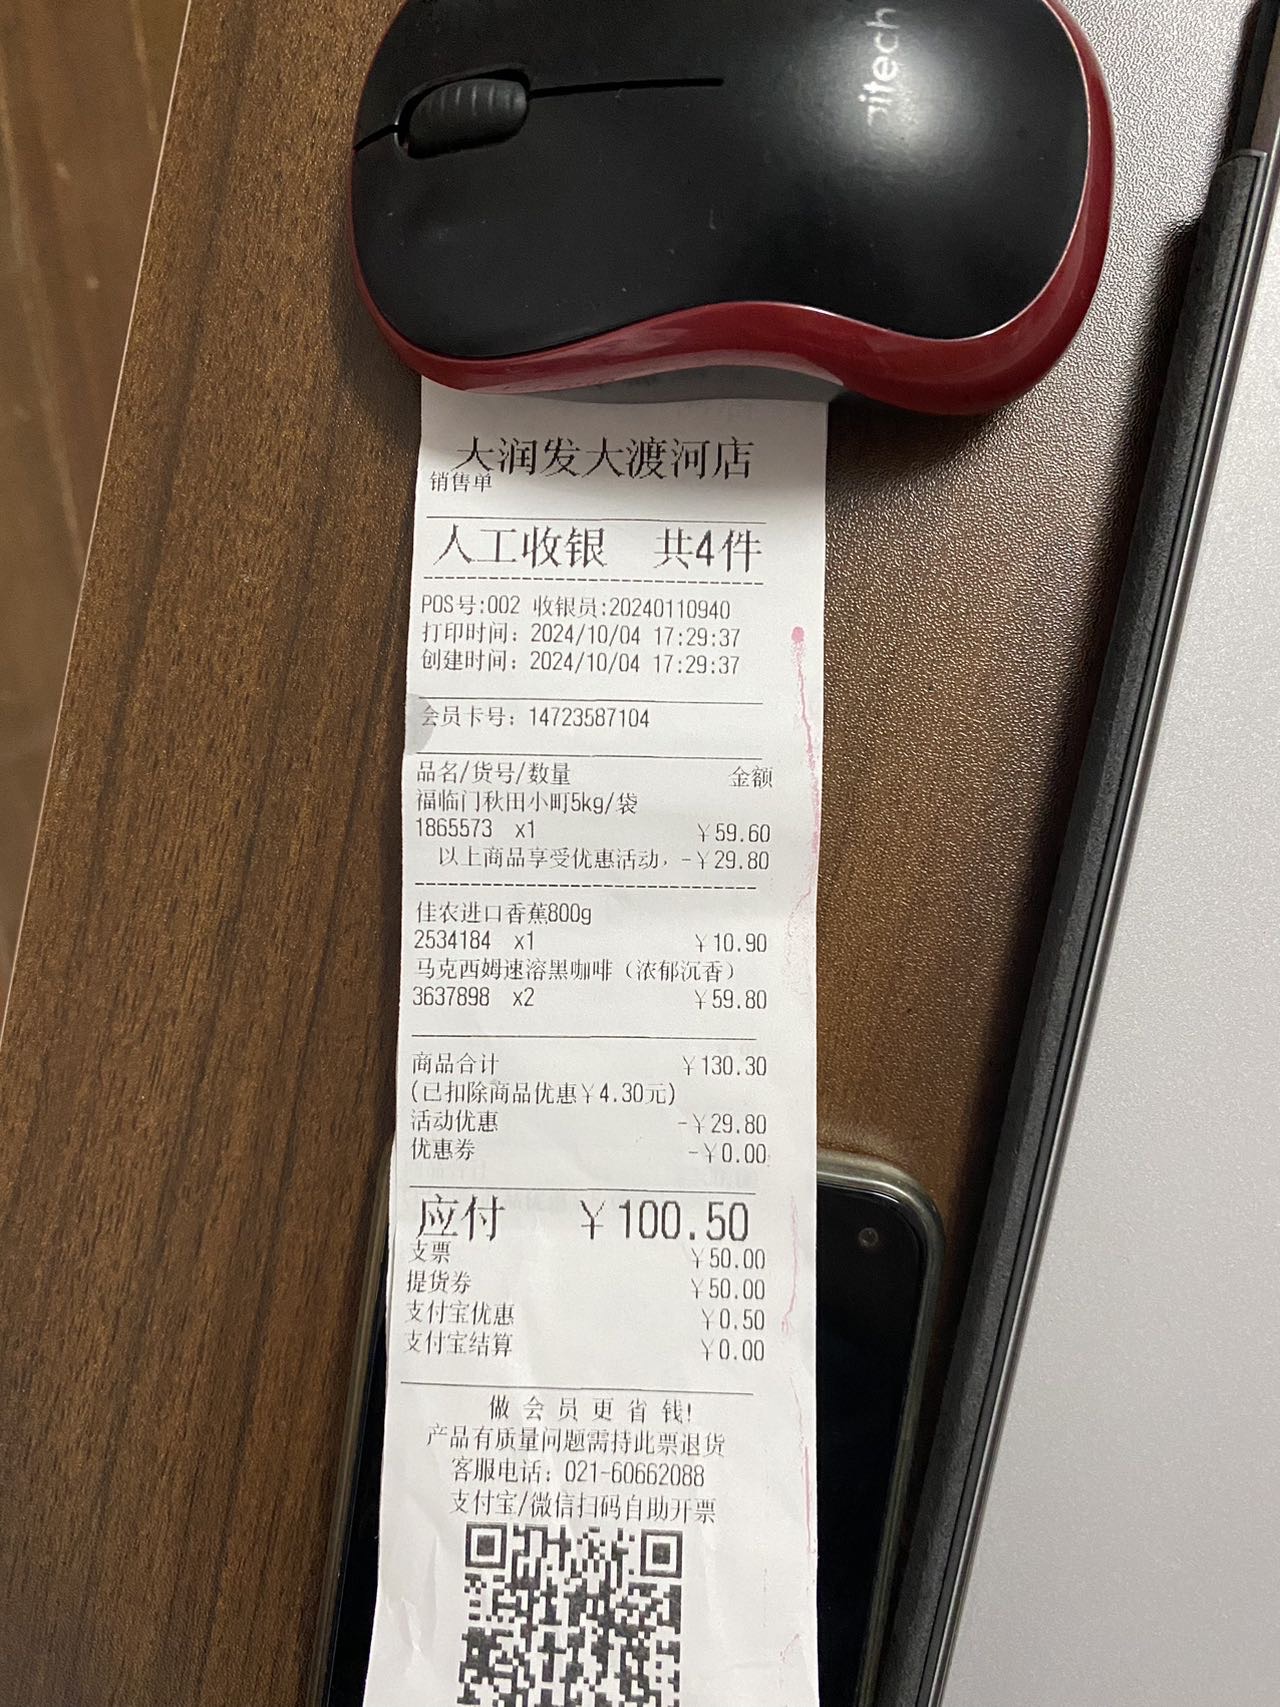 大润发大渡河店
销售单
人工收银 共4件
POS号:002 收银员:20240110940
打印时间: 2024/10/04 17:29:37
创建时间: 2024/10/04 17:29:37
会员卡号: 14723587104
品名/货号/数量 金额
福临门秋田小町5kg/袋
1865573 x1 ￥59.60
以上商品享受优惠活动, -￥29.80
佳农进口香蕉800g
2534184 x1 ￥10.90
马克西姆速溶黑咖啡（浓郁沉香）
3637898 x2 ￥59.80
商品合计 ￥130.30
(已扣除商品优惠￥4.30元)
活动优惠 -￥29.80
优惠券 -￥0.00
应付 ￥100.50
支票 ￥50.00
提货券 ￥50.00
支付宝优惠 ￥0.50
支付宝结算 ￥0.00
做会员更省钱!
产品有质量问题需持此票退货
客服电话: 021-60662088
支付宝/微信扫码自助开票